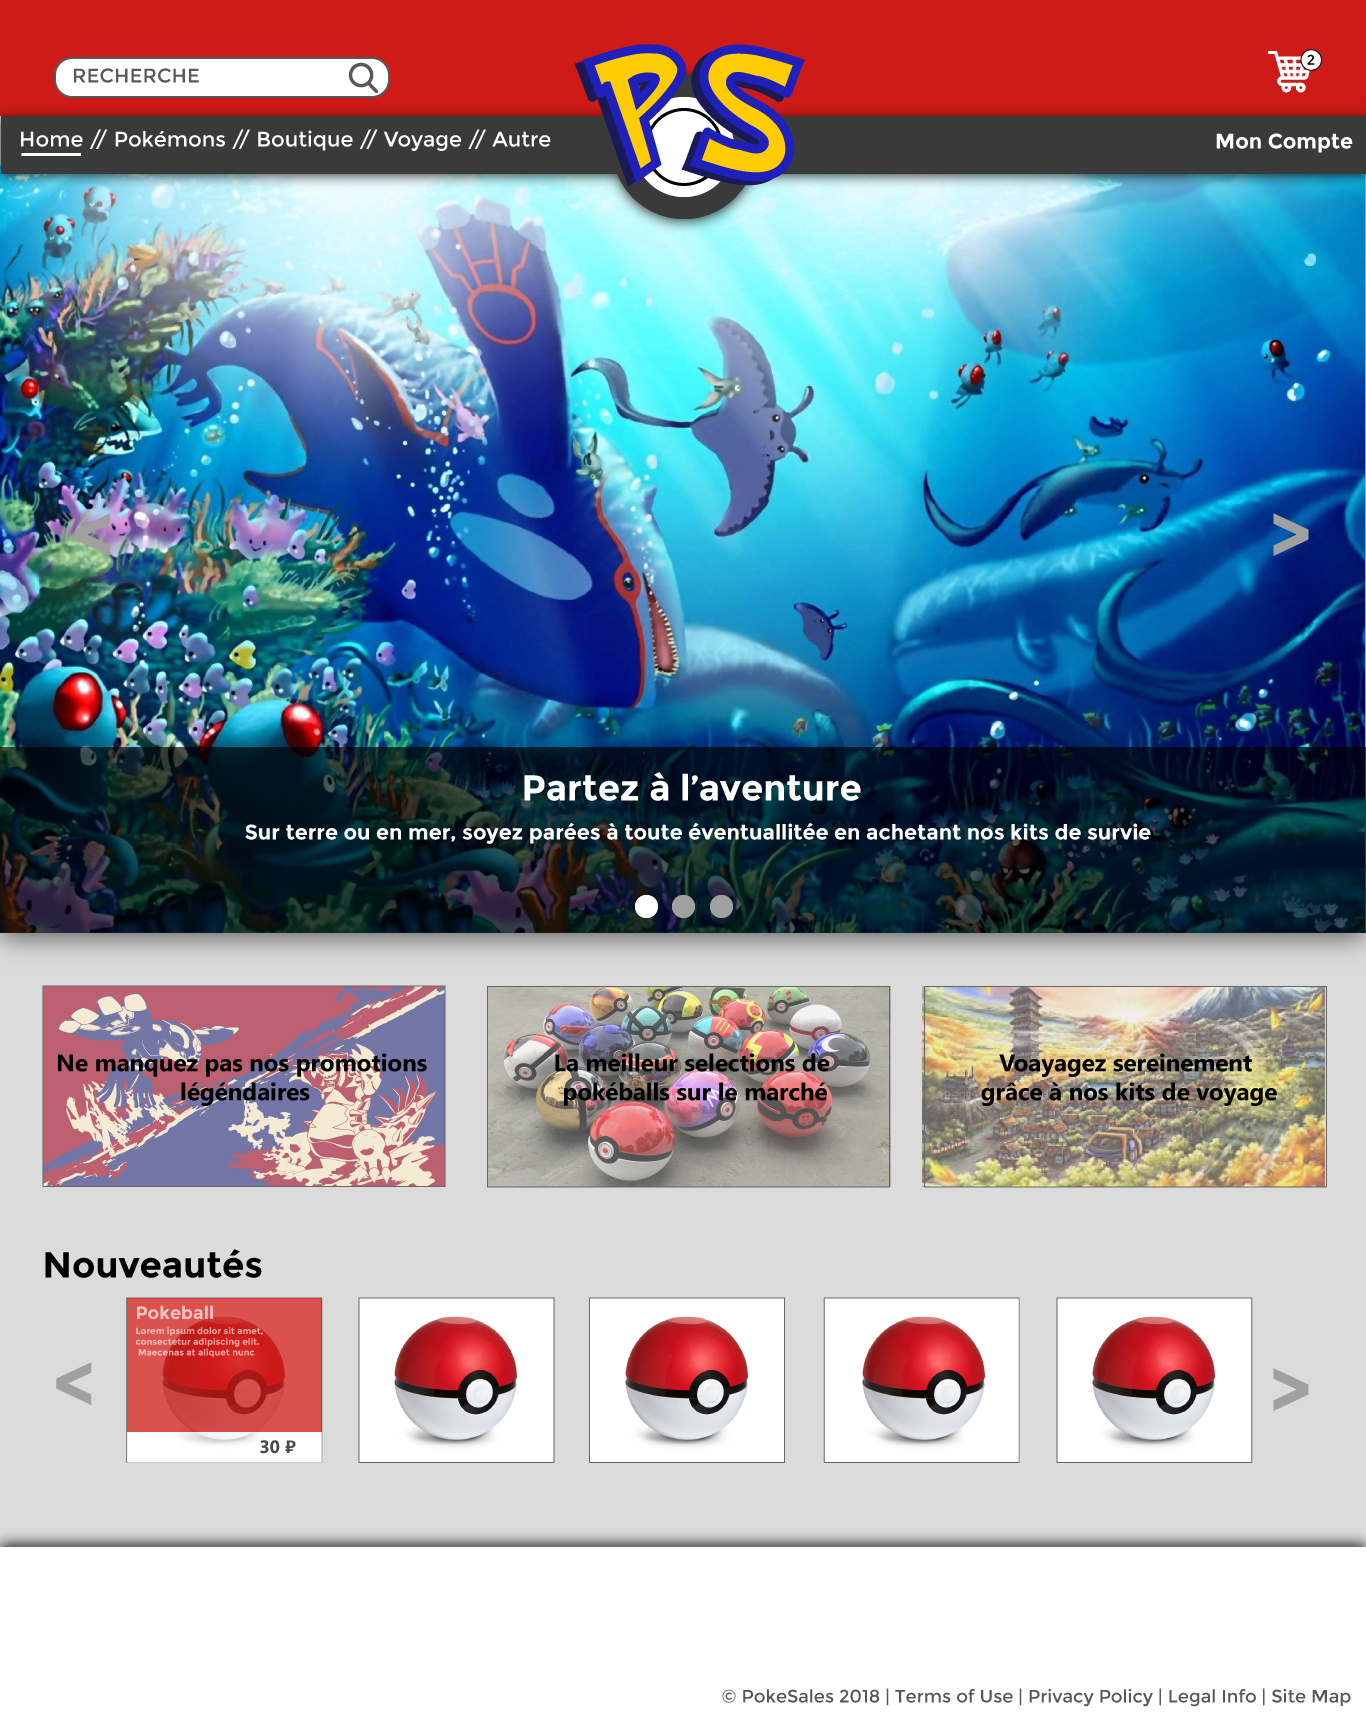 RECHERCHE
PS
2
Home // Pokémons // Boutique // Voyage // Autre
Mon Compte
<
>
Partez à l'aventure
Sur terre ou en mer, soyez parées à toute éventuallitée en achetant nos kits de survie
Ne manquez pas nos promotions
légéndaires
La meilleur selections de
pokéballs sur le marché
Voayagez sereinement
grâce à nos kits de voyage
Nouveautés
Pokeball
Lorem ipsum dolor sit amet,
consectetur adipiscing elit.
Maecenas at aliquet nunc
30 ₽
<
>
© PokeSales 2018 | Terms of Use | Privacy Policy | Legal Info | Site Map